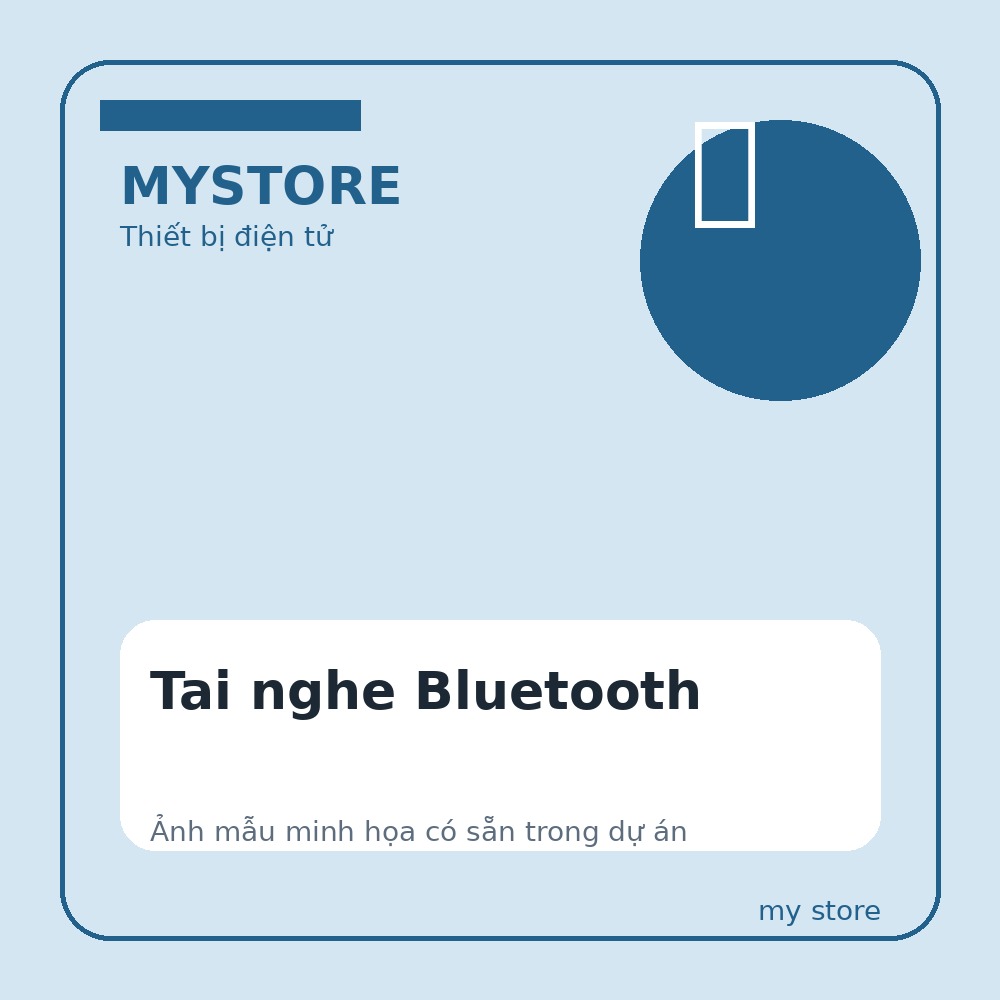 MYSTORE
Thiết bị điện tử
Tai nghe Bluetooth
Ảnh mẫu minh họa có sẵn trong dự án
my store